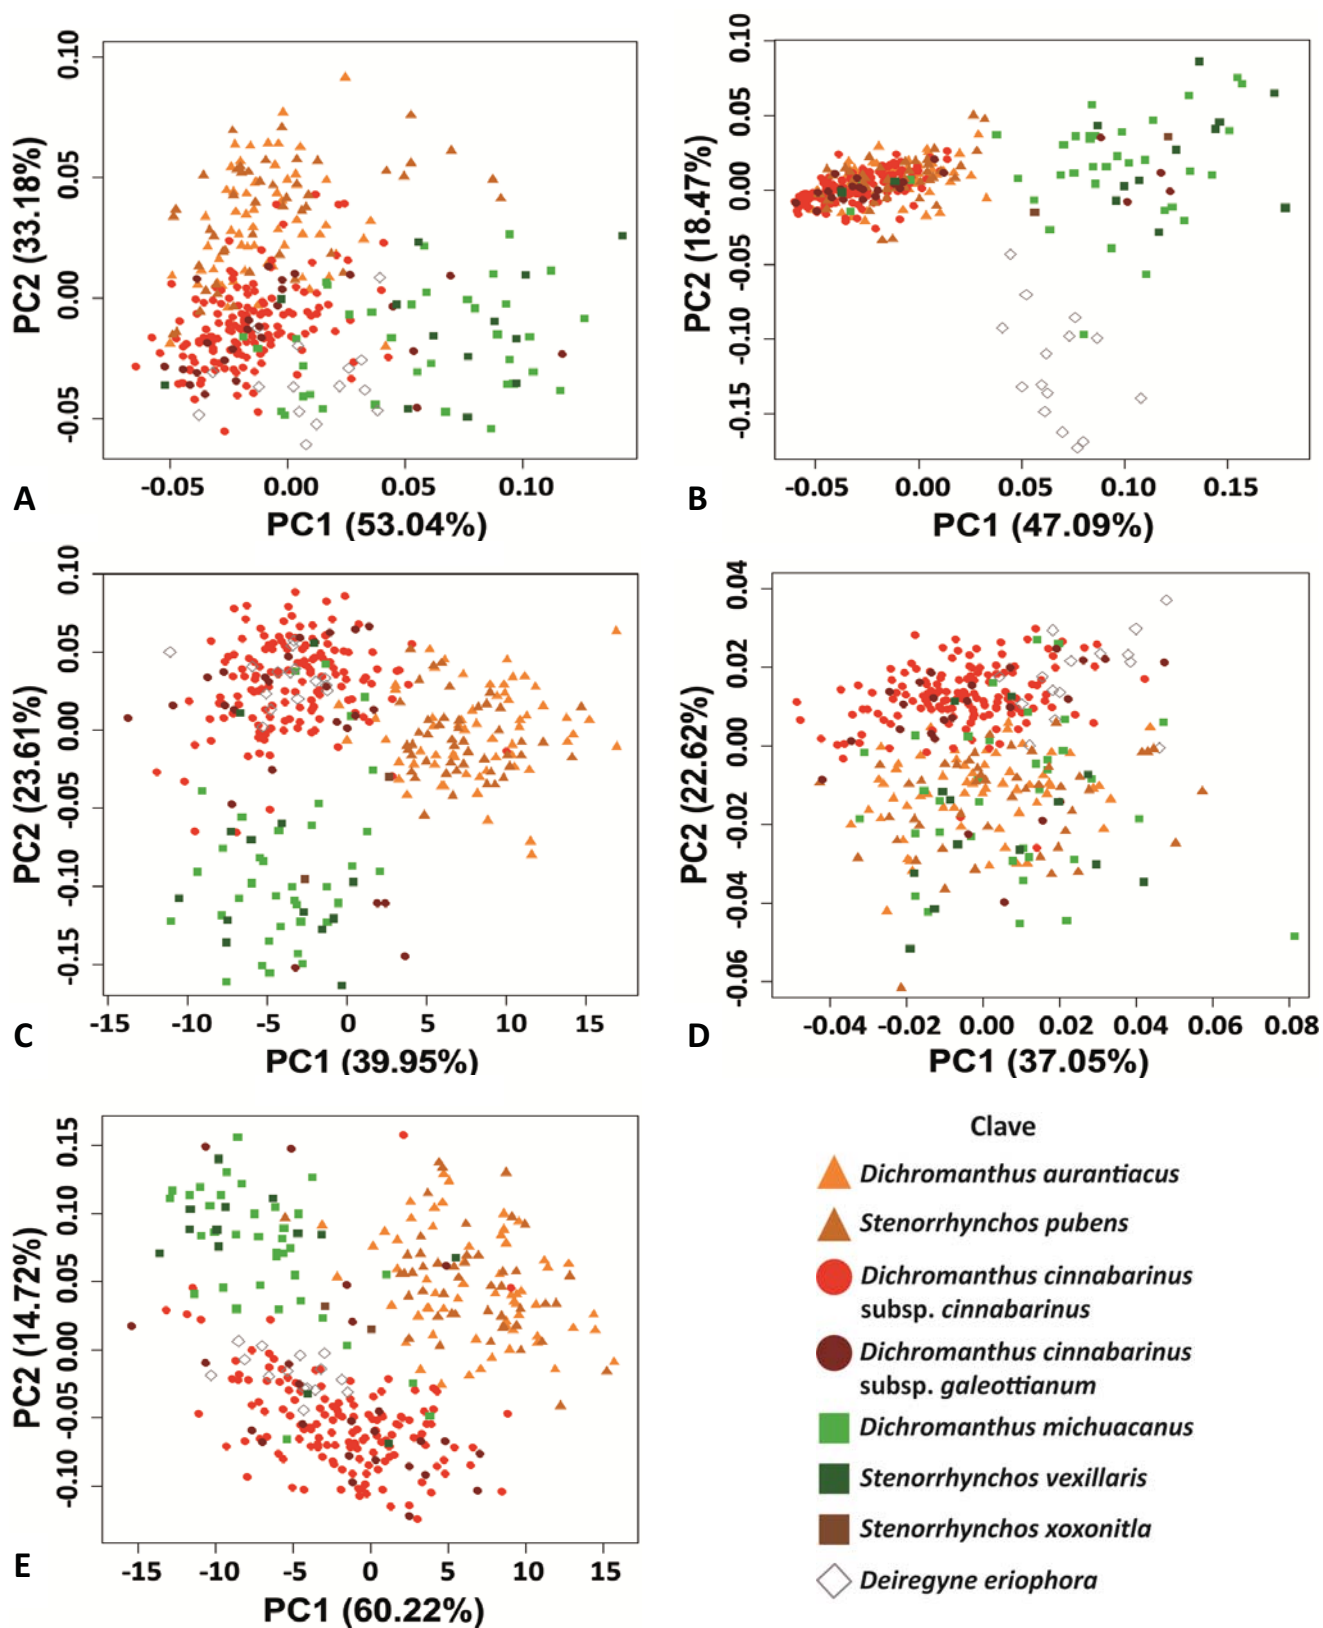 PC2 (33.18%)
0.10
0.05
0.00
-0.05
-0.05 0.00 0.05 0.10
A
PC1 (53.04%)
PC2 (18.47%)
0.10
0.05
0.00
-0.05
-0.10
-0.15
-0.05 0.00 0.05 0.10 0.15
B
PC1 (47.09%)
PC2 (23.61%)
0.10
0.05
0.00
-0.05
-0.10
-0.15
-15 -10 -5 0 5 10 15
C
PC1 (39.95%)
PC2 (22.62%)
0.04
0.02
0.00
-0.02
-0.04
-0.06
-0.04 -0.02 0.00 0.02 0.04 0.06 0.08
D
PC1 (37.05%)
PC2 (14.72%)
0.15
0.10
0.05
0.00
-0.05
-0.10
-15 -10 -5 0 5 10 15
E
PC1 (60.22%)
Clave
Dichromanthus aurantiacus
Stenorrhynchos pubens
Dichromanthus cinnabarinus
subsp. cinnabarinus
Dichromanthus cinnabarinus
subsp. galeottianum
Dichromanthus michuacanus
Stenorrhynchos vexillaris
Stenorrhynchos xoxonitla
Deiregyne eriophora